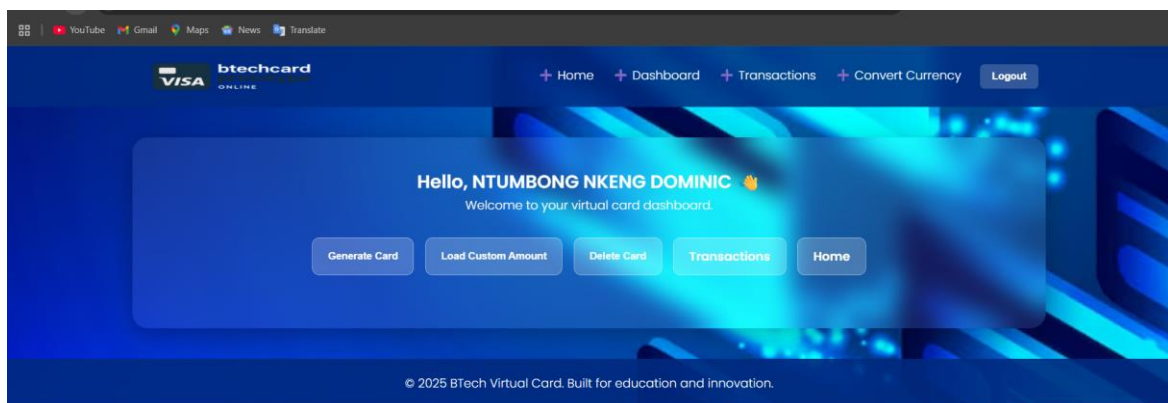 YouTube Gmail Maps News Translate
VISA btechcard
ONLINE
Home Dashboard Transactions Convert Currency Logout
Hello, NTUMBONG NKENG DOMINIC 👋
Welcome to your virtual card dashboard.
Generate Card Load Custom Amount Delete Card Transactions Home
© 2025 BTech Virtual Card. Built for education and innovation.